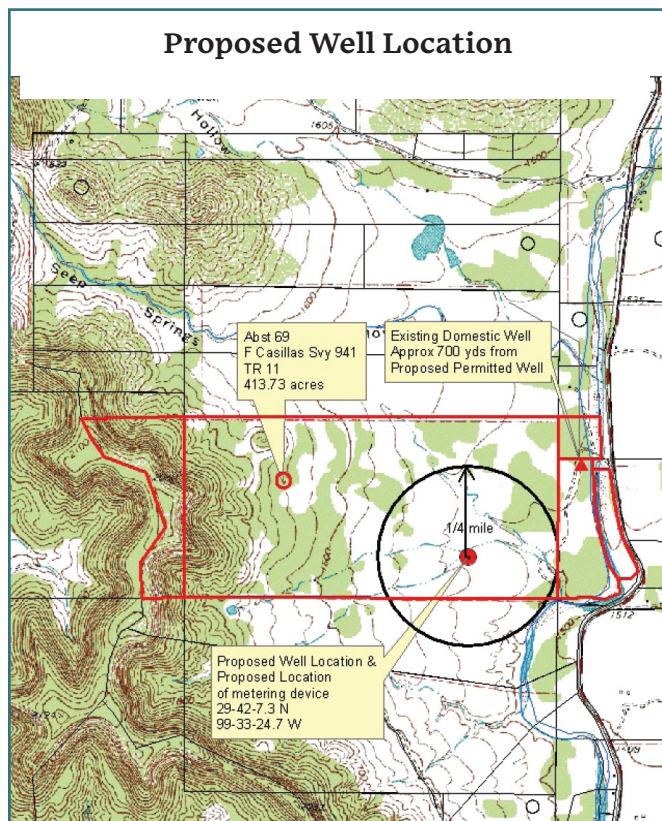 Proposed Well Location
Hollow
1605
1600
Seep
Springs
1600
Abst 69
F Casillas Svy 941
TR 11
413.73 acres
Existing Domestic Well
Approx 700 yds from
Proposed Permitted Well
1/4 mile
Proposed Well Location &
Proposed Location
of metering device
29-42-7.3 N
99-33-24.7 W
1512